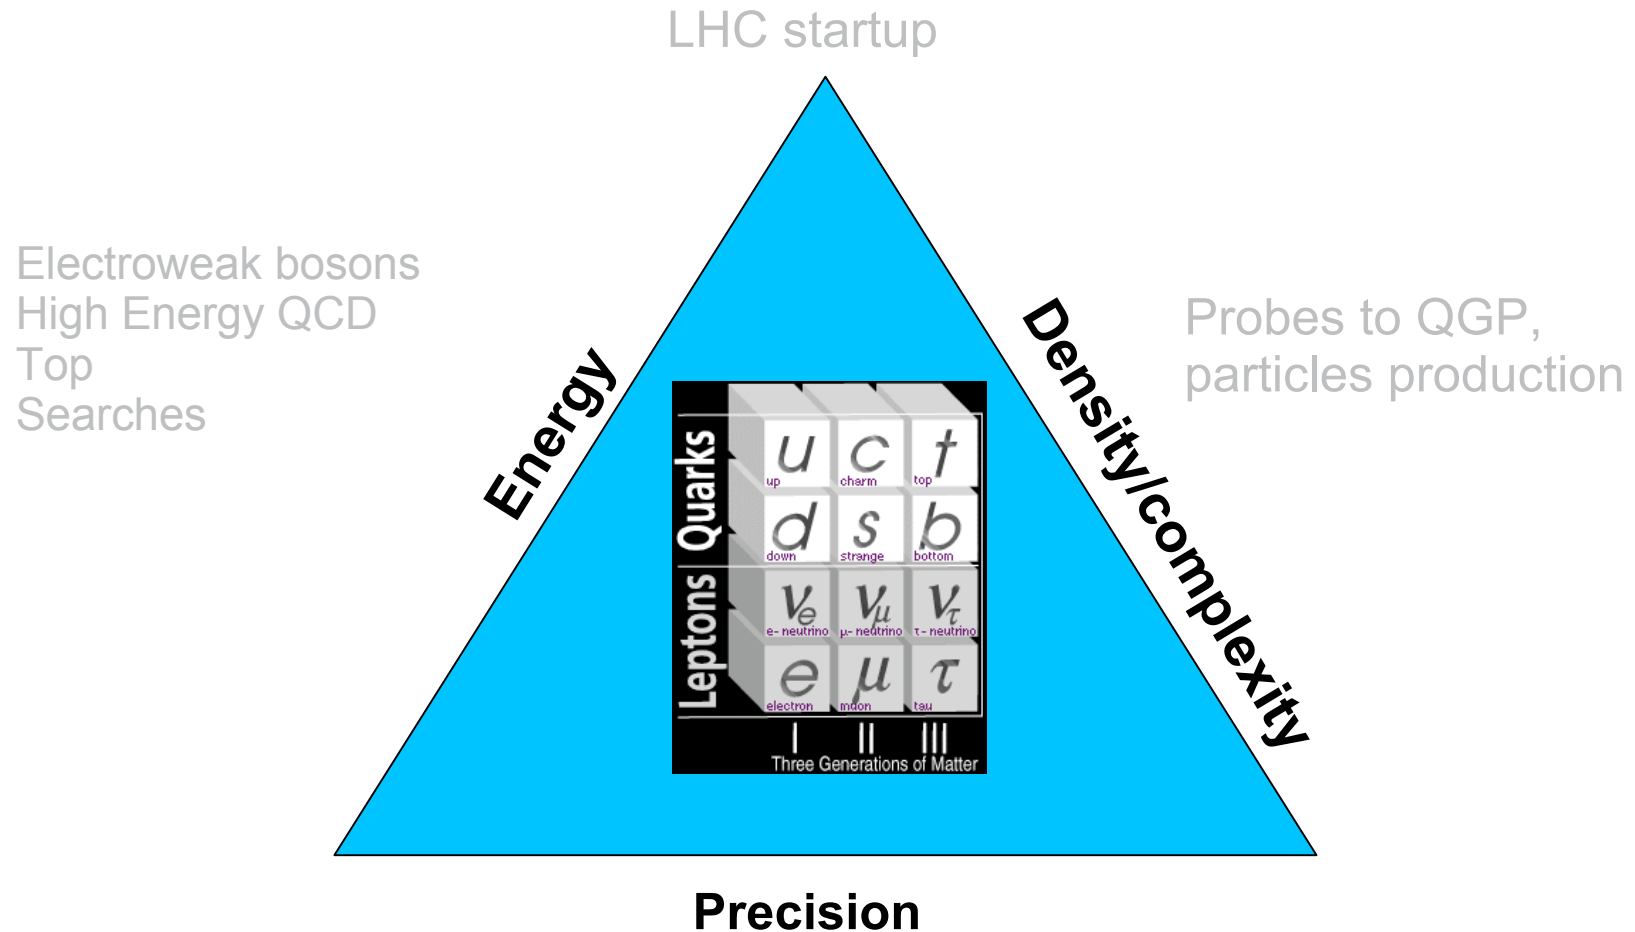 LHC startup
Electroweak bosons
High Energy QCD
Top
Searches
Energy
Density/complexity
Probes to QGP,
particles production
Quarks
u c t
up charm top
d s b
down strange bottom
Leptons
νe νμ ντ
e- neutrino μ- neutrino τ- neutrino
e μ τ
electron muon tau
I II III
Three Generations of Matter
Precision